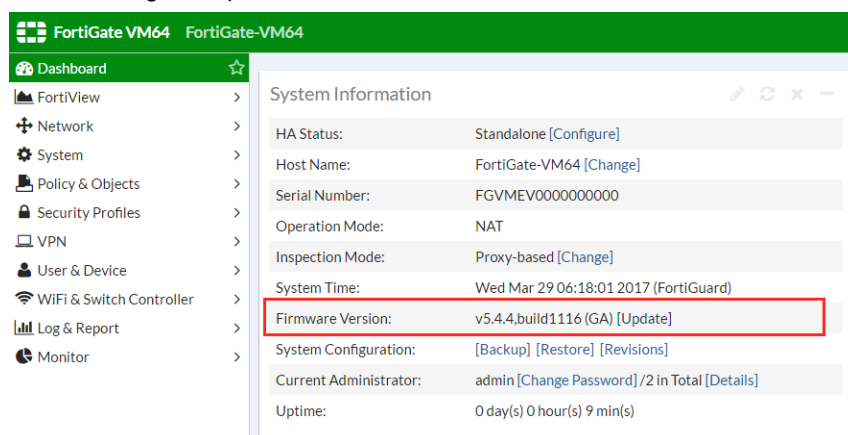 FortiGate VM64 FortiGate-VM64
Dashboard
FortiView
Network
System
Policy & Objects
Security Profiles
VPN
User & Device
WiFi & Switch Controller
Log & Report
Monitor
System Information
HA Status: Standalone [Configure]
Host Name: FortiGate-VM64 [Change]
Serial Number: FGVMEV0000000000
Operation Mode: NAT
Inspection Mode: Proxy-based [Change]
System Time: Wed Mar 29 06:18:01 2017 (FortiGuard)
Firmware Version: v5.4.4,build1116 (GA) [Update]
System Configuration: [Backup] [Restore] [Revisions]
Current Administrator: admin [Change Password] /2 in Total [Details]
Uptime: 0 day(s) 0 hour(s) 9 min(s)